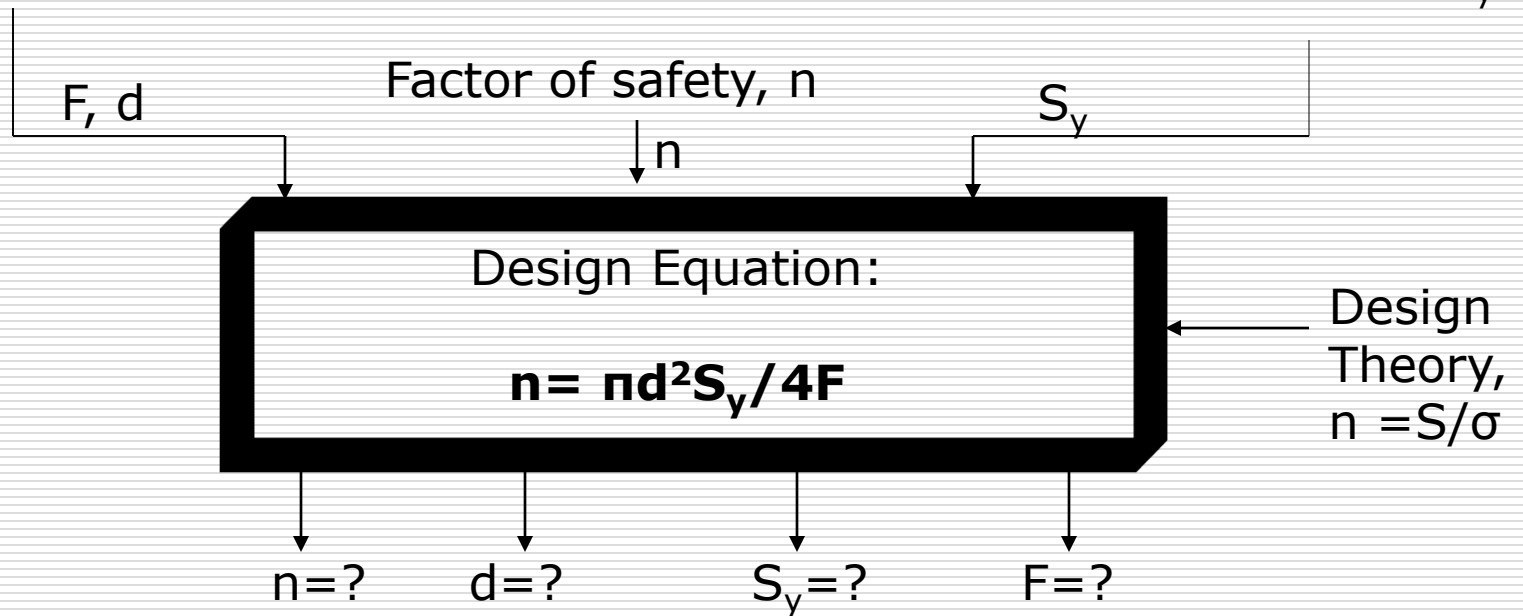 F, d
Factor of safety, n
S_y
n
Design Equation:
n= πd²S_y/4F
Design
Theory,
n =S/σ
n=?
d=?
S_y=?
F=?